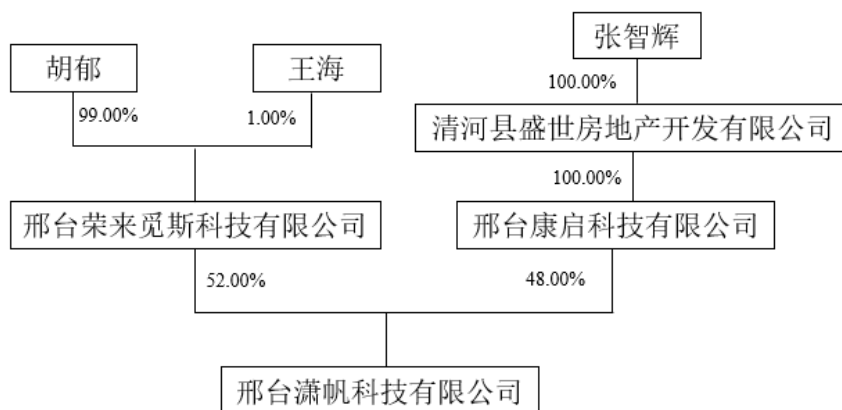 张智辉
胡郁
王海
100.00%
99.00%
1.00%
清河县盛世房地产开发有限公司
100.00%
邢台荣来觅斯科技有限公司
邢台康启科技有限公司
52.00%
48.00%
邢台潇帆科技有限公司